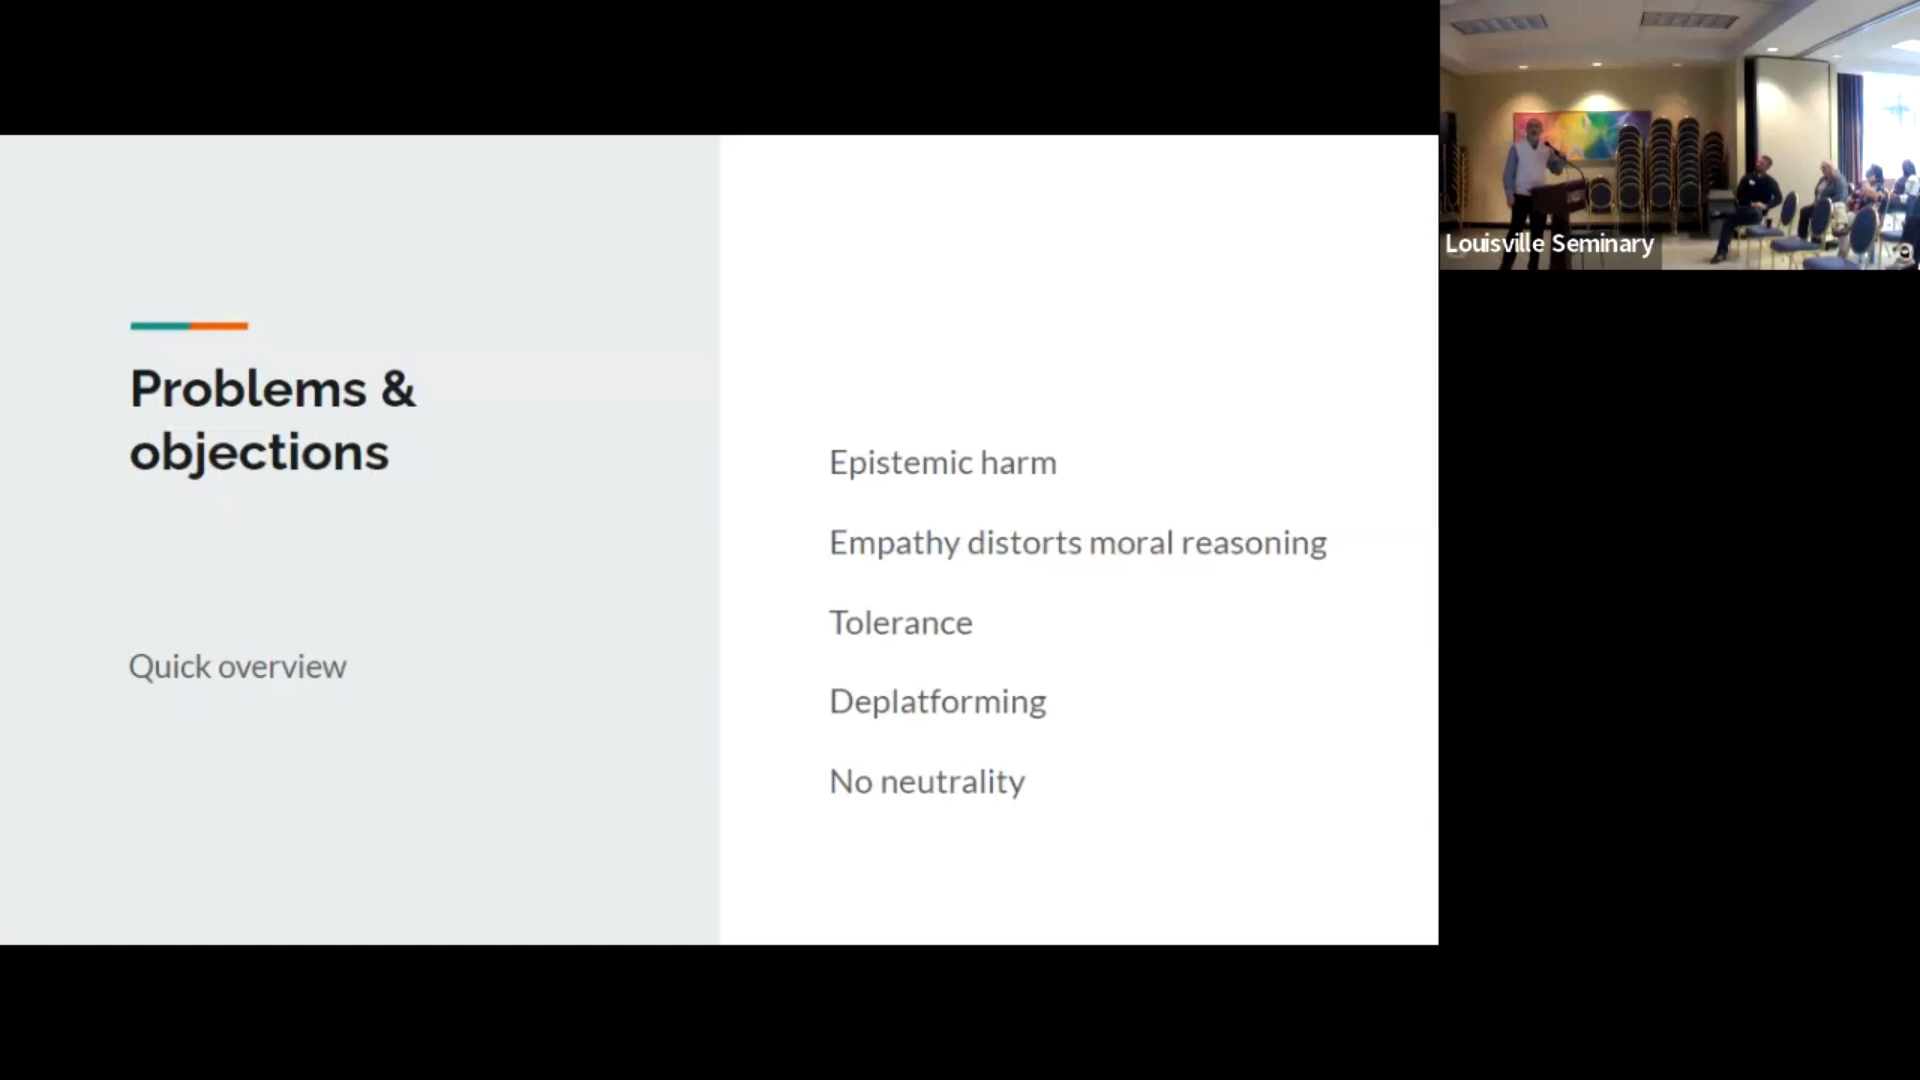 Problems &
objections
Quick overview
Epistemic harm
Empathy distorts moral reasoning
Tolerance
Deplatforming
No neutrality
Louisville Seminary